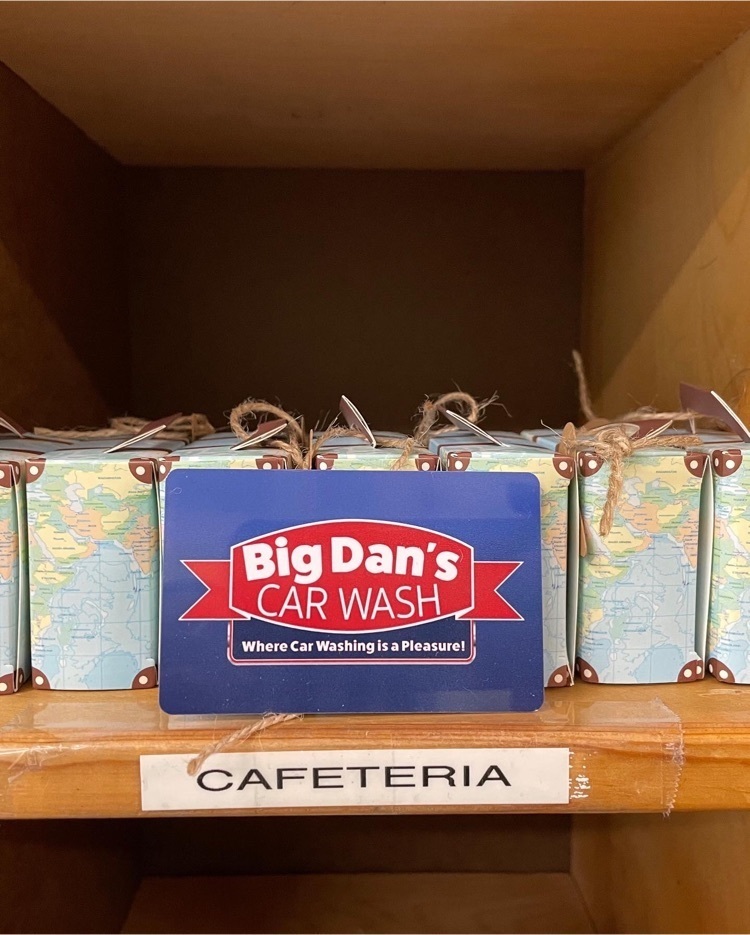 Big Dan's
CAR WASH
Where Car Washing is a Pleasure!
CAFETERIA